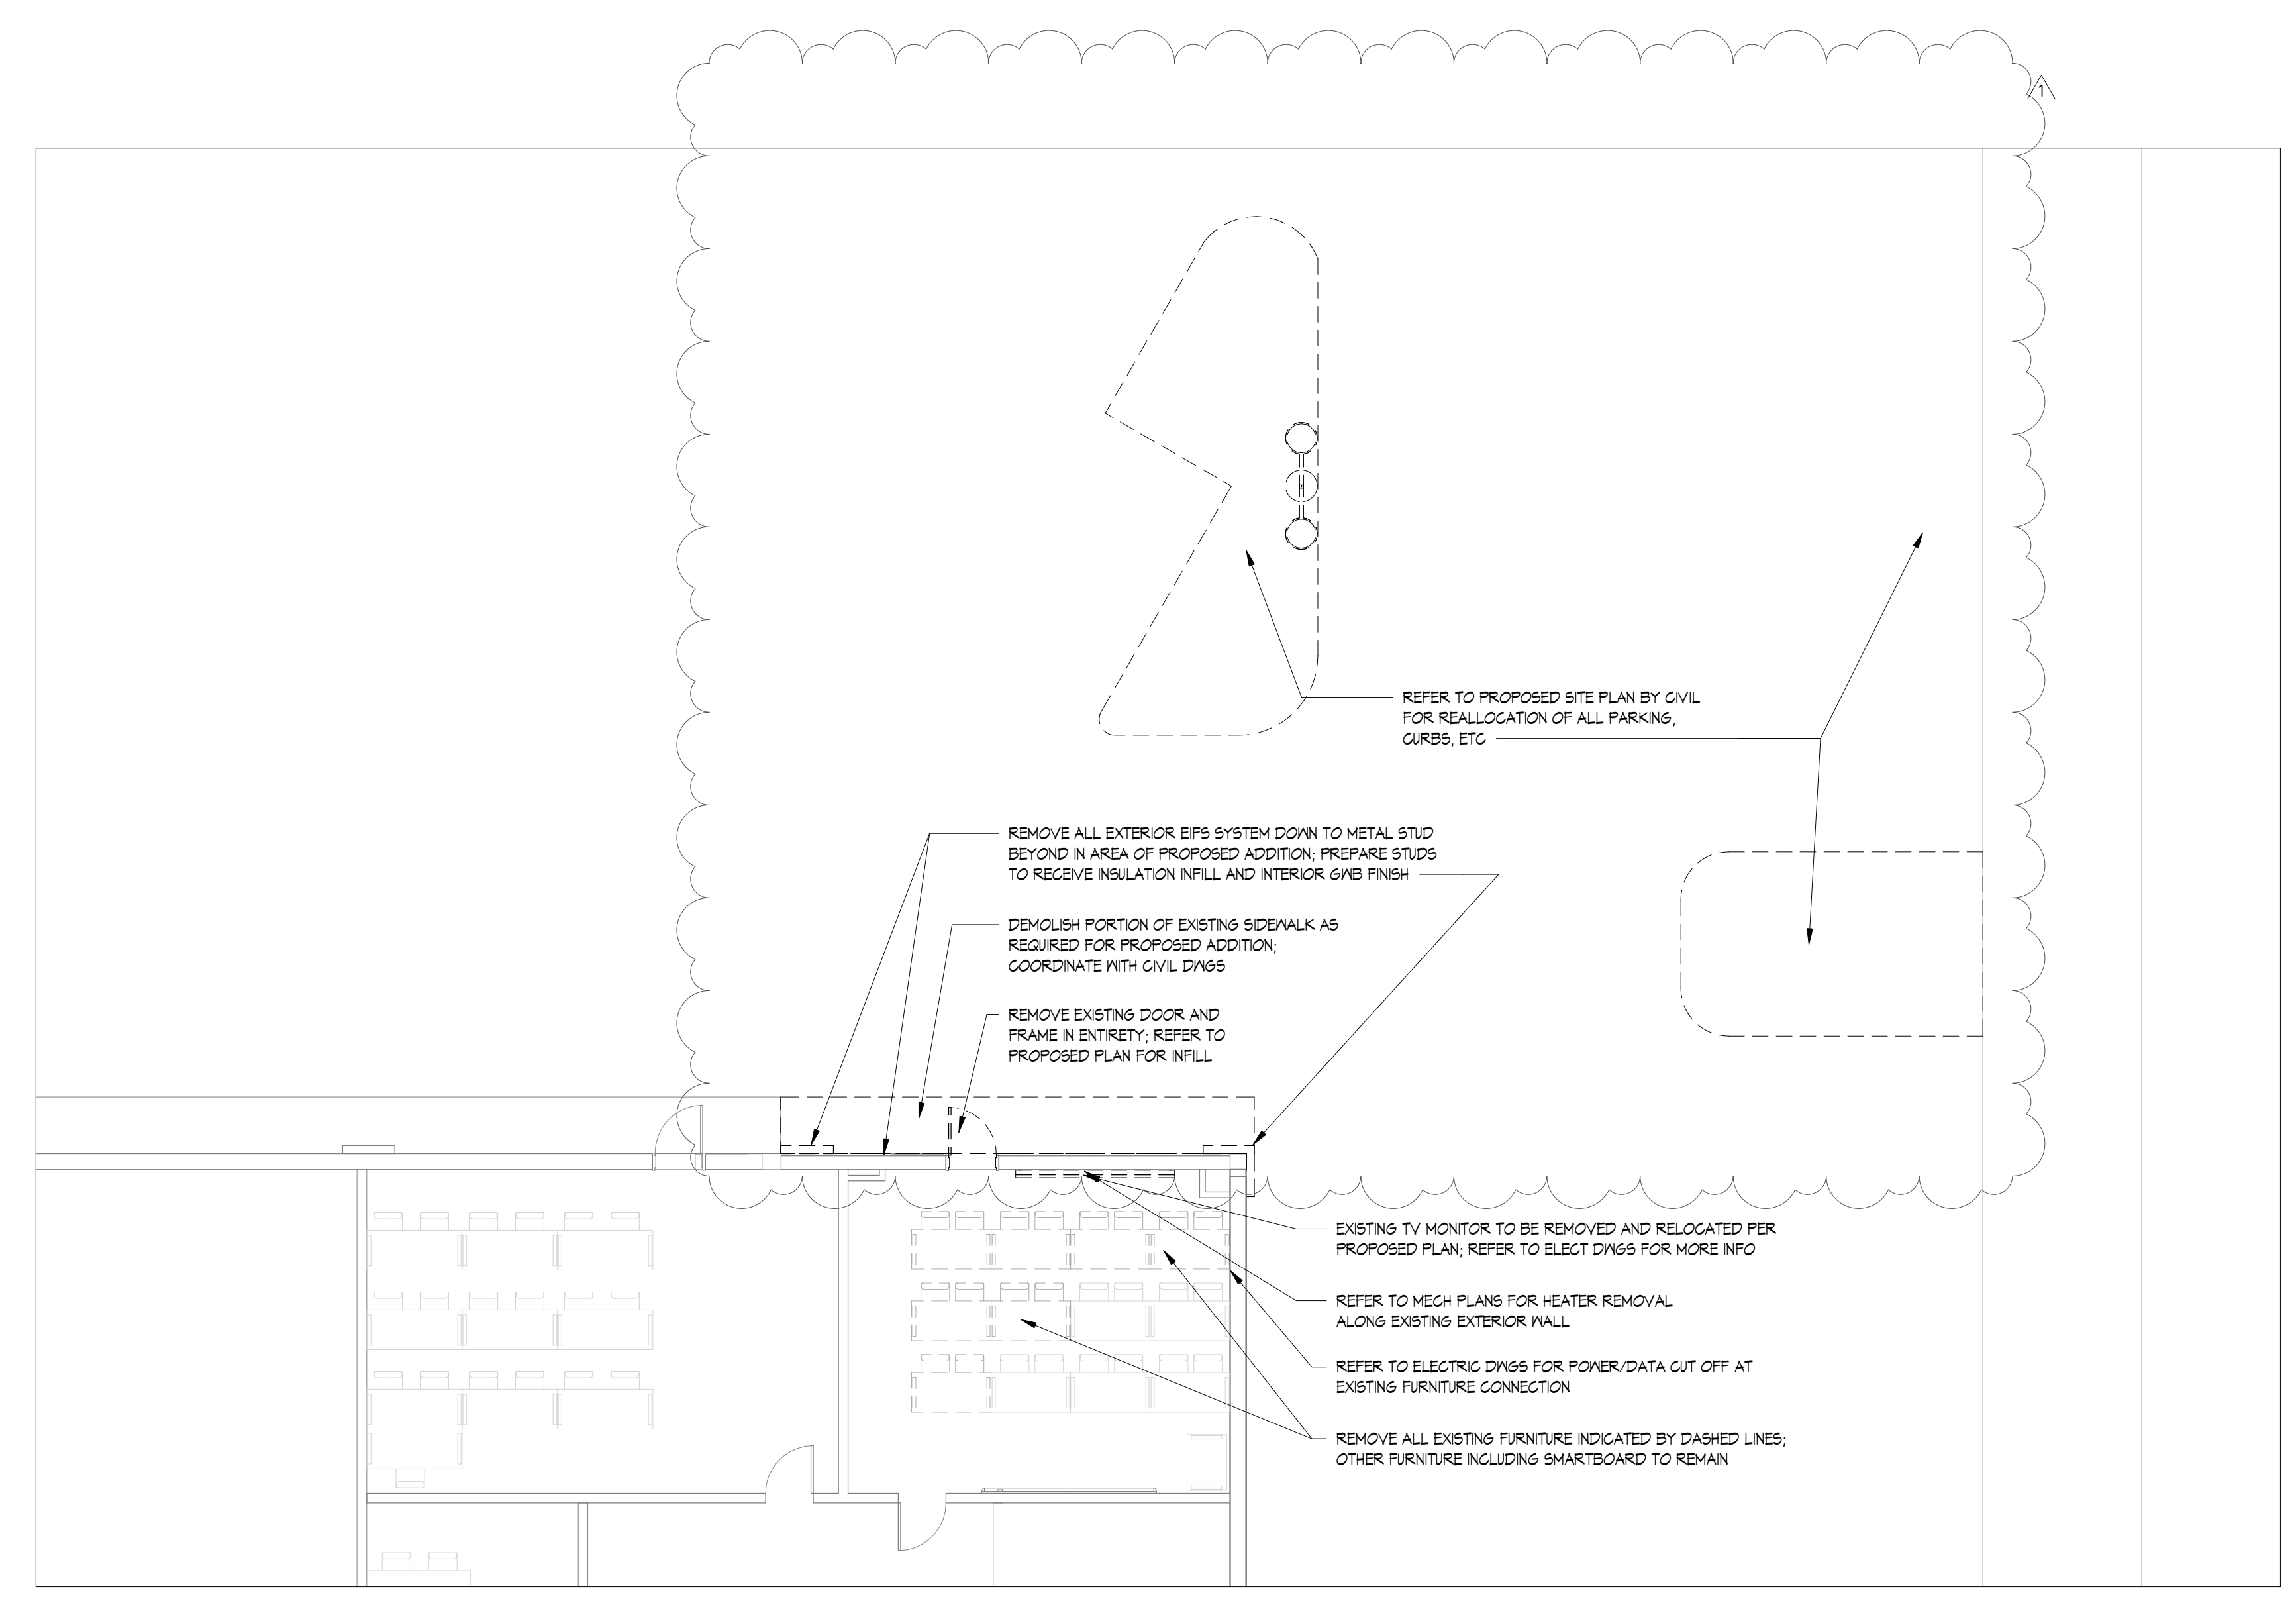 1
REFER TO PROPOSED SITE PLAN BY CIVIL
FOR REALLOCATION OF ALL PARKING,
CURBS, ETC
REMOVE ALL EXTERIOR EIFS SYSTEM DOWN TO METAL STUD
BEYOND IN AREA OF PROPOSED ADDITION; PREPARE STUDS
TO RECEIVE INSULATION INFILL AND INTERIOR GWB FINISH
DEMOLISH PORTION OF EXISTING SIDEWALK AS
REQUIRED FOR PROPOSED ADDITION;
COORDINATE WITH CIVIL DWGS
REMOVE EXISTING DOOR AND
FRAME IN ENTIRETY; REFER TO
PROPOSED PLAN FOR INFILL
EXISTING TV MONITOR TO BE REMOVED AND RELOCATED PER
PROPOSED PLAN; REFER TO ELECT DWGS FOR MORE INFO
REFER TO MECH PLANS FOR HEATER REMOVAL
ALONG EXISTING EXTERIOR WALL
REFER TO ELECTRIC DWGS FOR POWER/DATA CUT OFF AT
EXISTING FURNITURE CONNECTION
REMOVE ALL EXISTING FURNITURE INDICATED BY DASHED LINES;
OTHER FURNITURE INCLUDING SMARTBOARD TO REMAIN